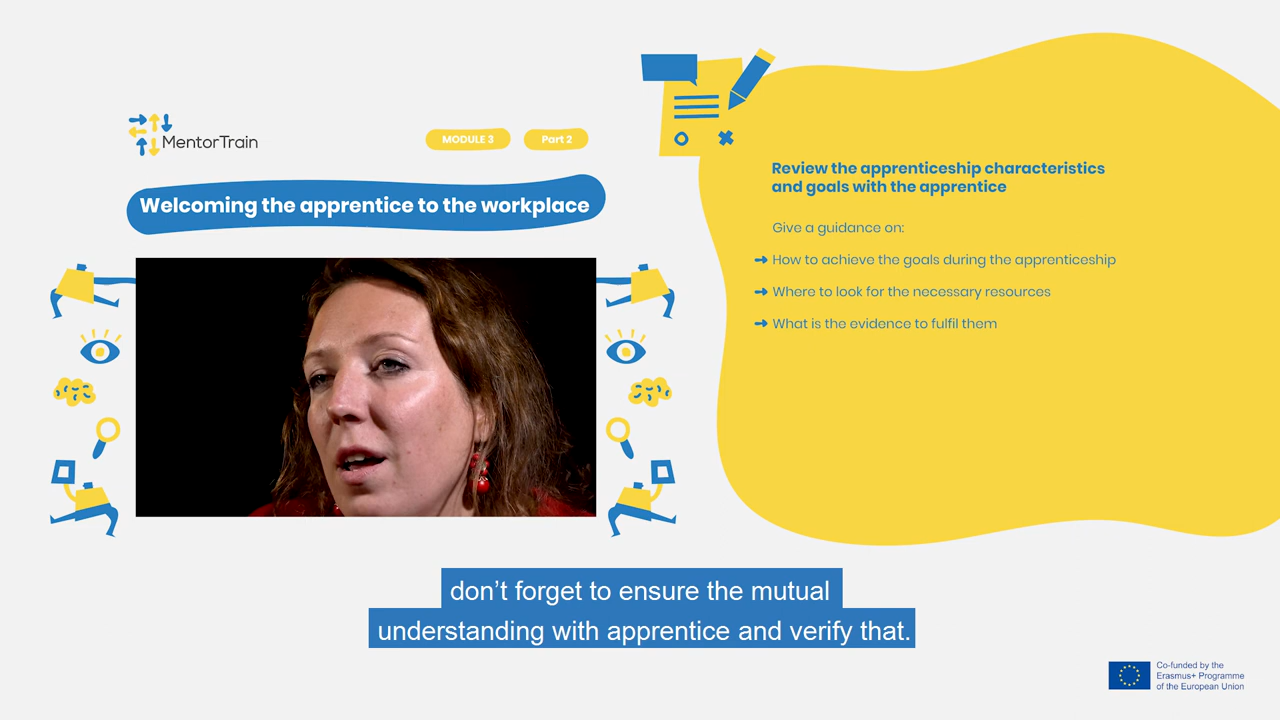 MentorTrain
MODULE 3
Part 2
Welcoming the apprentice to the workplace
Review the apprenticeship characteristics
and goals with the apprentice
Give a guidance on:
How to achieve the goals during the apprenticeship
Where to look for the necessary resources
What is the evidence to fulfil them
don’t forget to ensure the mutual
understanding with apprentice and verify that.
Co-funded by the
Erasmus+ Programme
of the European Union